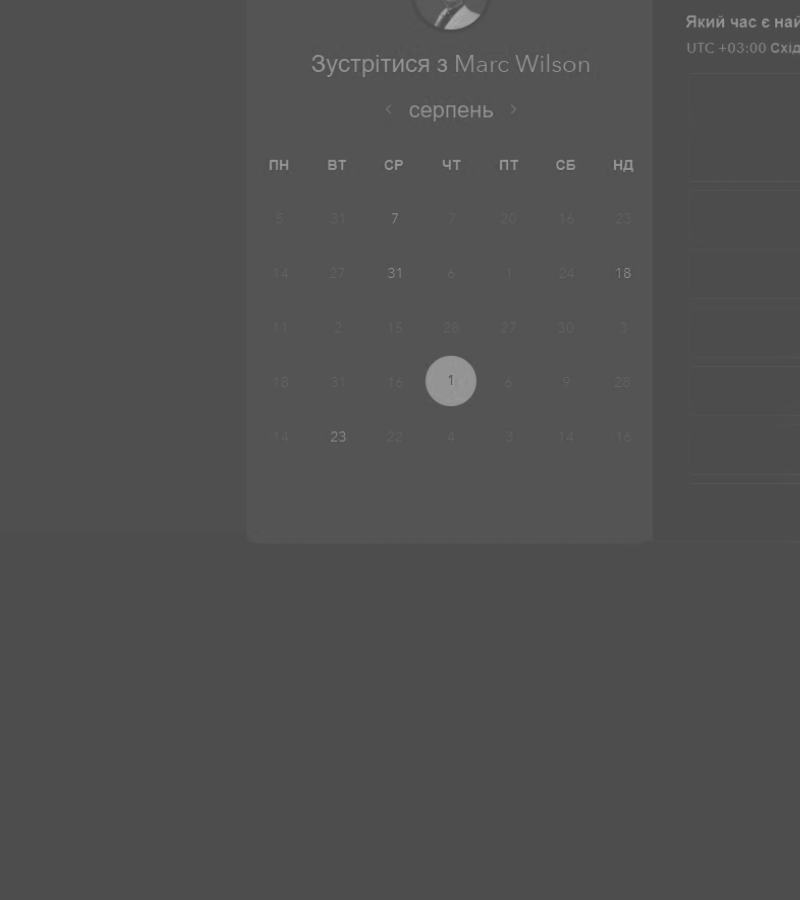 Який час є най
UTC +03:00 Схід
Зустрітися з Marc Wilson
серпень
ПН ВТ СР ЧТ ПТ СБ НД
5 31 7 7 20 16 23
14 27 31 6 1 24 18
11 2 15 28 27 30 3
18 31 16 1 6 9 28
14 23 22 4 3 14 16